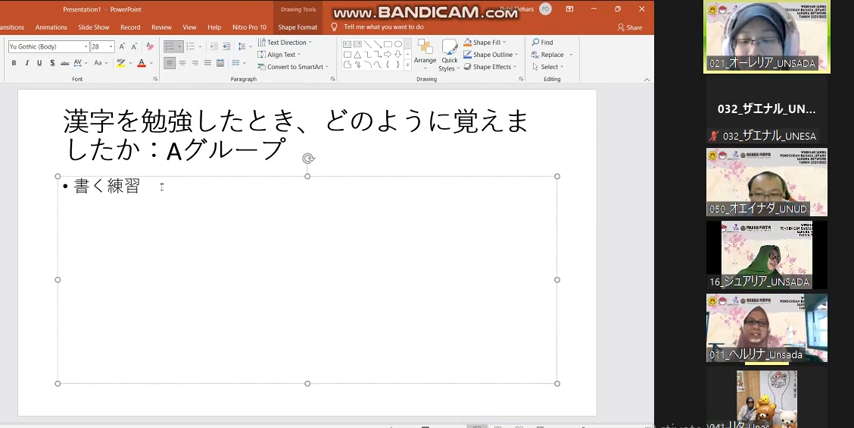 Presentation1 - PowerPoint
Drawing Tools
www.BANDICAM.com
Animations
Slide Show
Record
Review
View
Help
Nitro Pro 10
Shape Format
Tell me what you want to do
Share
Yu Gothic (Body)
28
Text Direction
Align Text
Convert to SmartArt
Arrange
Quick
Styles
Shape Fill
Shape Outline
Shape Effects
Find
Replace
Select
Font
Paragraph
Drawing
Editing
漢字を勉強したとき、どのように覚えま
したか：Aグループ
• 書く練習
021_オーレリア_UNSADA
032_ザエナル_UN...
032_ザエナル_UNESA
050_オエイナダ_UNUD
16_ジュアリア_UNSADA
011_ヘルリナ_Unsada